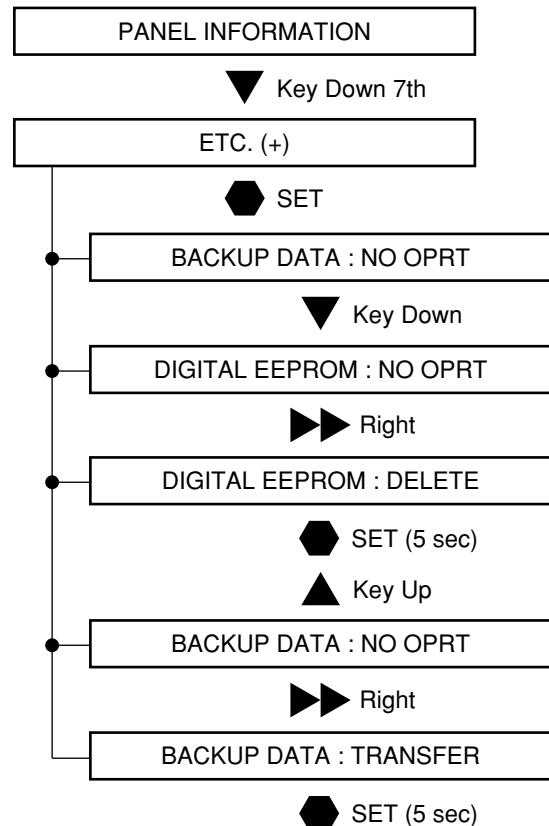 PANEL INFORMATION
Key Down 7th
ETC. (+)
SET
BACKUP DATA : NO OPRT
Key Down
DIGITAL EEPROM : NO OPRT
Right
DIGITAL EEPROM : DELETE
SET (5 sec)
Key Up
BACKUP DATA : NO OPRT
Right
BACKUP DATA : TRANSFER
SET (5 sec)